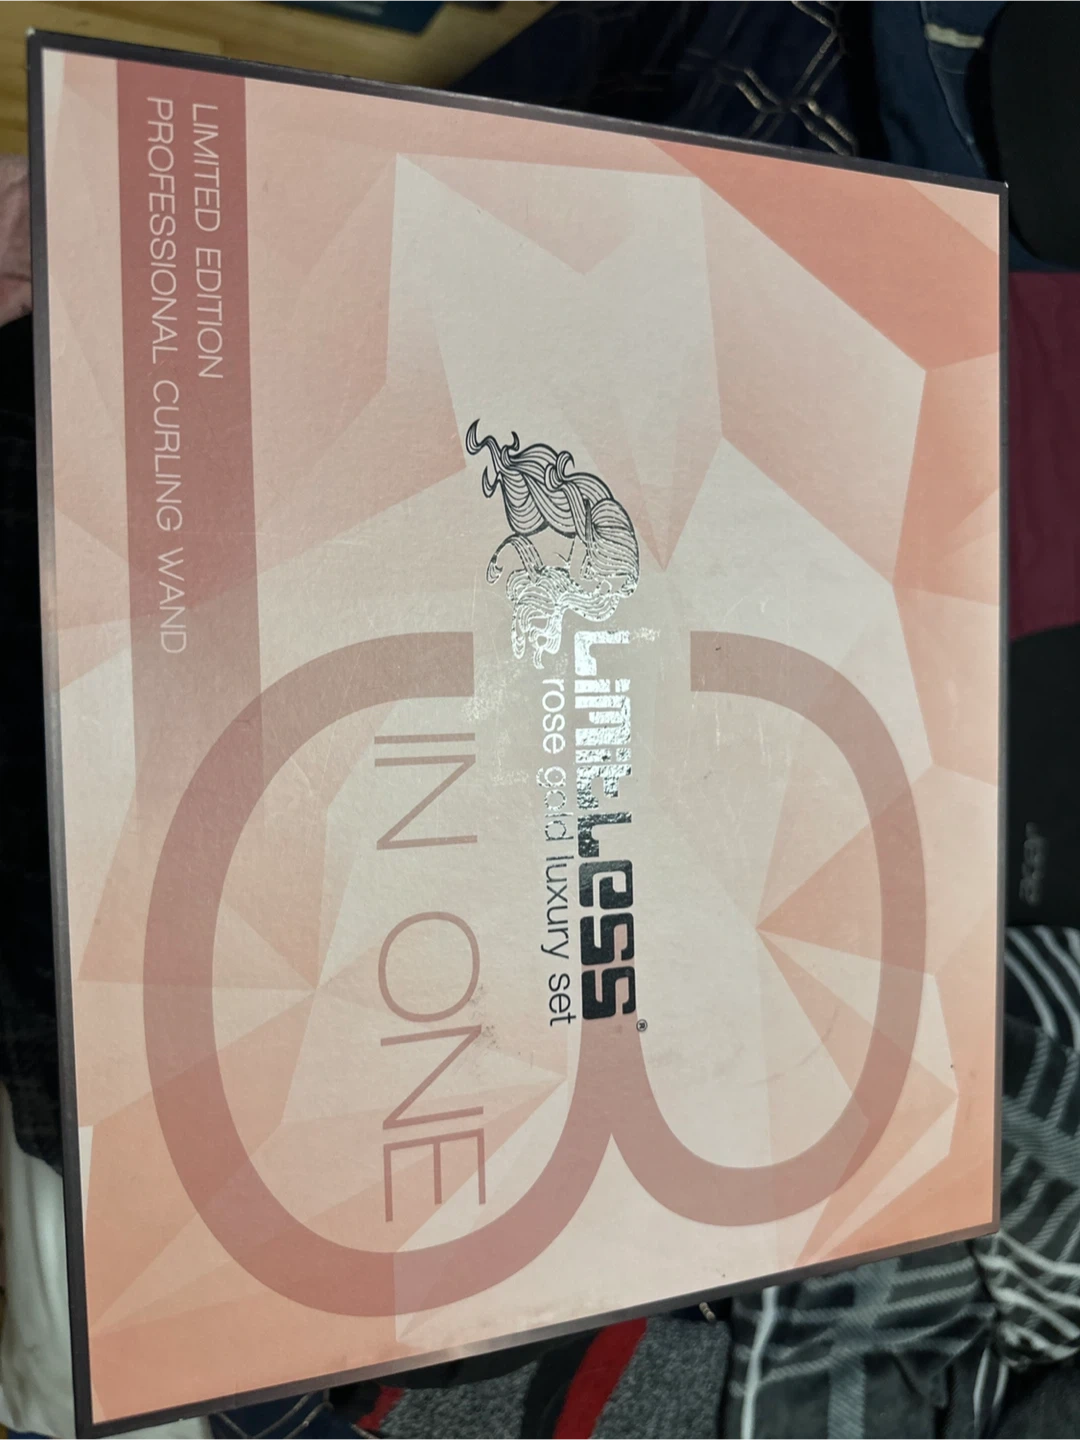 LimitLess®
rose gold luxury set
3 IN ONE
LIMITED EDITION
PROFESSIONAL CURLING WAND